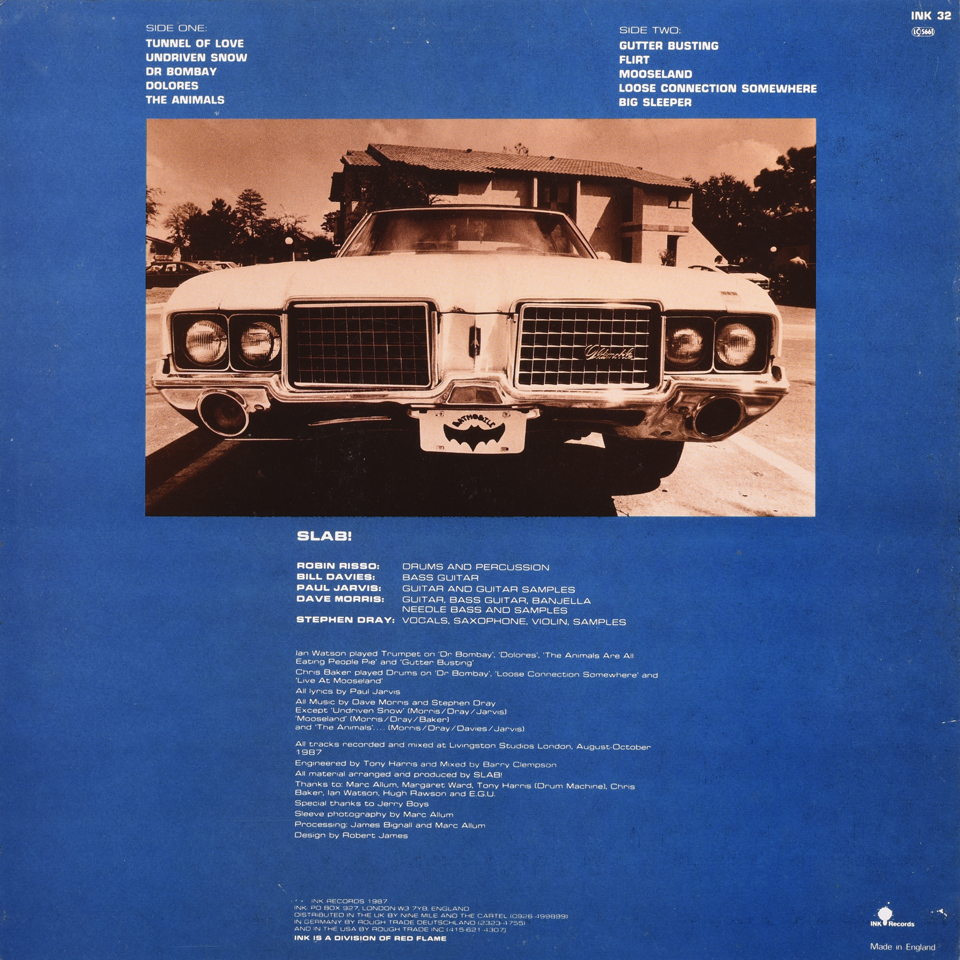 SIDE ONE:
TUNNEL OF LOVE
UNDRIVEN SNOW
DR BOMBAY
DOLORES
THE ANIMALS
SIDE TWO:
GUTTER BUSTING
FLIRT
MOOSELAND
LOOSE CONNECTION SOMEWHERE
BIG SLEEPER
INK 32
LC 5661
Oldsmobile
BATMOBILE
SLAB!
ROBIN RISSO: DRUMS AND PERCUSSION
BILL DAVIES: BASS GUITAR
PAUL JARVIS: GUITAR AND GUITAR SAMPLES
DAVE MORRIS: GUITAR, BASS GUITAR, BANJELLA
NEEDLE BASS AND SAMPLES
STEPHEN DRAY: VOCALS, SAXOPHONE, VIOLIN, SAMPLES
Ian Watson played Trumpet on 'Dr Bombay', 'Dolores', 'The Animals Are All
Eating People Pie' and 'Gutter Busting'
Chris Baker played Drums on 'Dr Bombay', 'Loose Connection Somewhere' and
'Live At Mooseland'
All lyrics by Paul Jarvis
All Music by Dave Morris and Stephen Dray
Except 'Undriven Snow' (Morris/Dray/Jarvis)
'Mooseland' (Morris/Dray/Baker)
and 'The Animals'.... (Morris/Dray/Davies/Jarvis)
All tracks recorded and mixed at Livingston Studios London, August-October
1987
Engineered by Tony Harris and Mixed by Barry Clempson
All material arranged and produced by SLAB!
Thanks to: Marc Allum, Margaret Ward, Tony Harris (Drum Machine), Chris
Baker, Ian Watson, Hugh Rawson and E.G.U.
Special thanks to Jerry Boys
Sleeve photography by Marc Allum
Processing: James Bignall and Marc Allum
Design by Robert James
INK RECORDS 1987
INK. PO BOX 927, LONDON W3 7YB, ENGLAND
DISTRIBUTED IN THE UK BY NINE MILE AND THE CARTEL (0926-499899)
IN GERMANY BY ROUGH TRADE DEUTSCHLAND (2323-4755)
AND IN THE USA BY ROUGH TRADE INC (415-621-4307)
INK IS A DIVISION OF RED FLAME
INK Records
Made in England